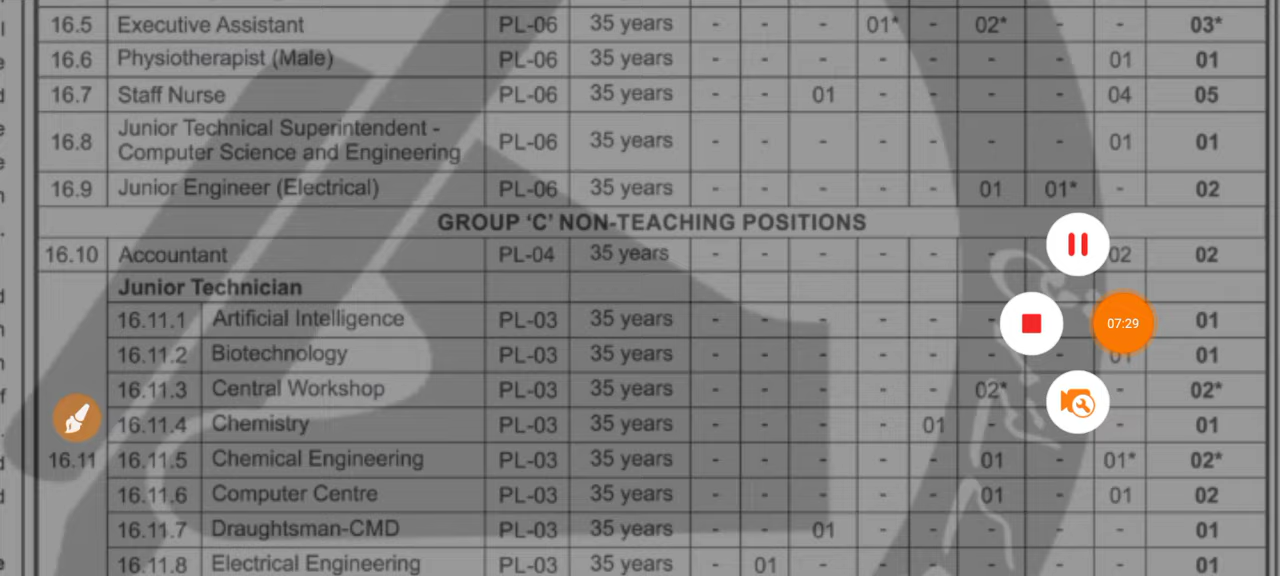 16.5 Executive Assistant PL-06 35 years - - - 01* - 02* - - 03*
16.6 Physiotherapist (Male) PL-06 35 years - - - - - - - 01 01
16.7 Staff Nurse PL-06 35 years - - 01 - - - - 04 05
16.8 Junior Technical Superintendent -
Computer Science and Engineering PL-06 35 years - - - - - - - 01 01
16.9 Junior Engineer (Electrical) PL-06 35 years - - - - - 01 01* - 02
GROUP ‘C’ NON-TEACHING POSITIONS
16.10 Accountant PL-04 35 years - - - - - - 02 02
Junior Technician
16.11.1 Artificial Intelligence PL-03 35 years - - - - - - 07:29 01
16.11.2 Biotechnology PL-03 35 years - - - - - - - 01 01
16.11.3 Central Workshop PL-03 35 years - - - - - 02* - 02*
16.11.4 Chemistry PL-03 35 years - - - - 01 - - 01
16.11 16.11.5 Chemical Engineering PL-03 35 years - - - - - 01 - 01* 02*
16.11.6 Computer Centre PL-03 35 years - - - - - 01 - 01 02
16.11.7 Draughtsman-CMD PL-03 35 years - - 01 - - - - - 01
16.11.8 Electrical Engineering PL-03 35 years - 01 - - - - - - 01